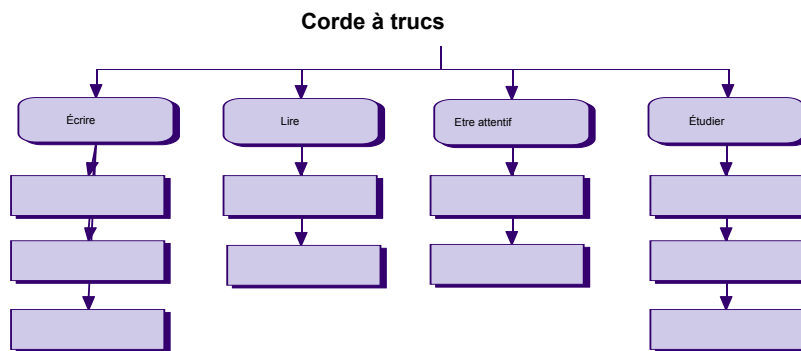 Corde à trucs
Écrire
Lire
Etre attentif
Étudier